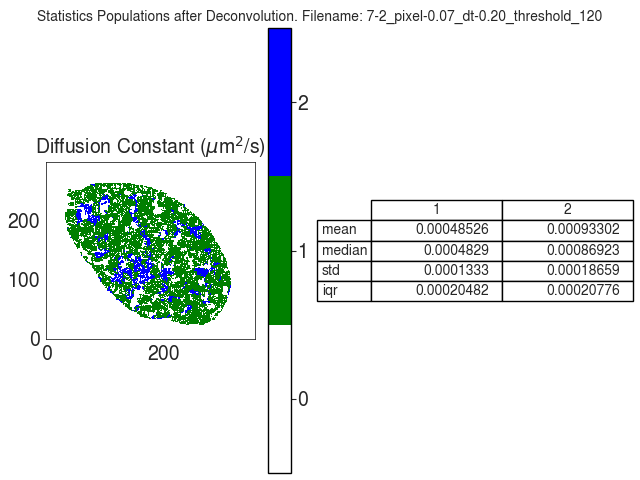 Statistics Populations after Deconvolution. Filename: 7-2_pixel-0.07_dt-0.20_threshold_120
Diffusion Constant (μm²/s)
200
100
0
0 200
2
1
0
1 2
mean 0.00048526 0.00093302
median 0.0004829 0.00086923
std 0.0001333 0.00018659
iqr 0.00020482 0.00020776